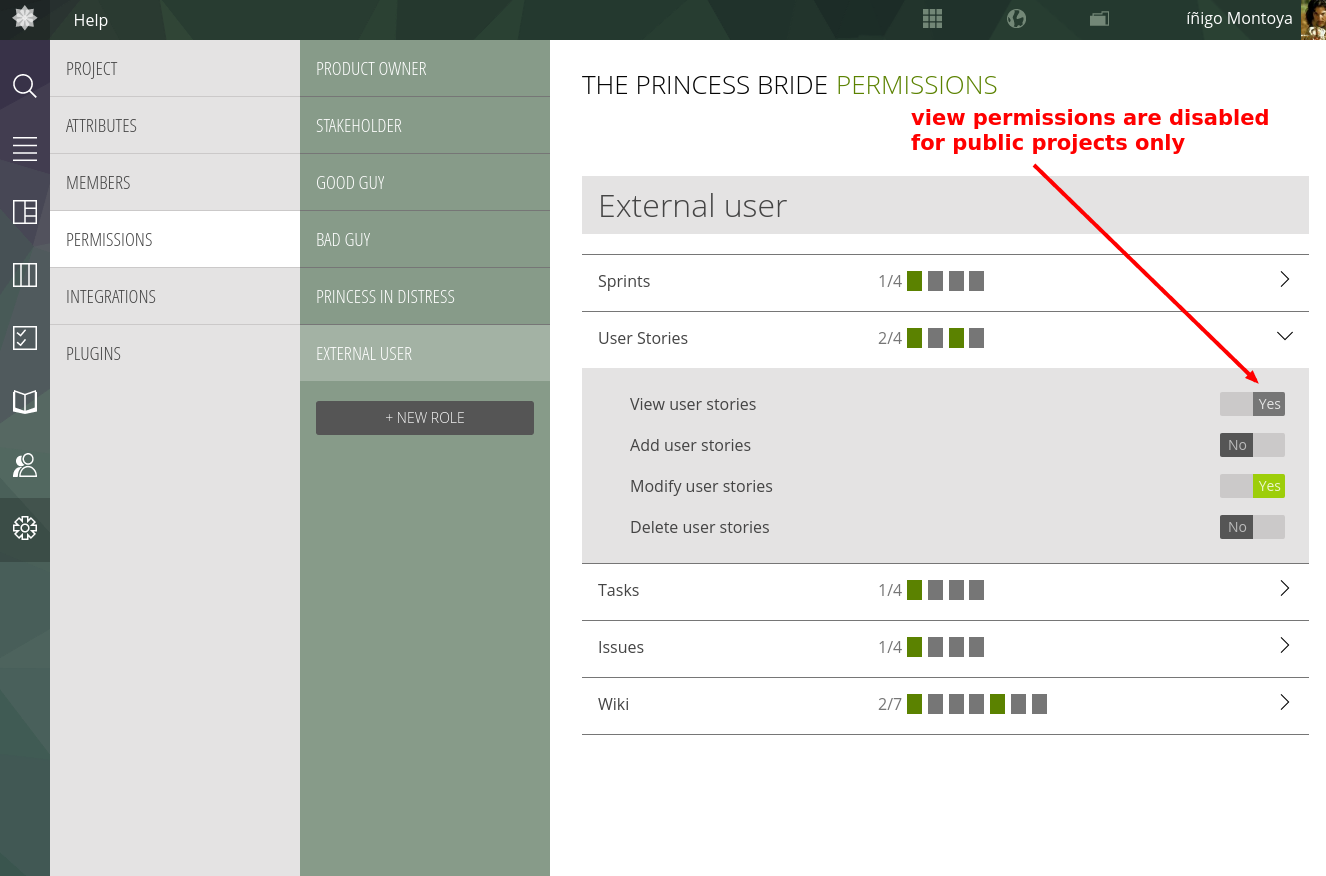 Help
íñigo Montoya
PROJECT
ATTRIBUTES
MEMBERS
PERMISSIONS
INTEGRATIONS
PLUGINS
PRODUCT OWNER
STAKEHOLDER
GOOD GUY
BAD GUY
PRINCESS IN DISTRESS
EXTERNAL USER
+ NEW ROLE
THE PRINCESS BRIDE PERMISSIONS
view permissions are disabled
for public projects only
External user
Sprints 1/4
User Stories 2/4
View user stories Yes
Add user stories No
Modify user stories Yes
Delete user stories No
Tasks 1/4
Issues 1/4
Wiki 2/7